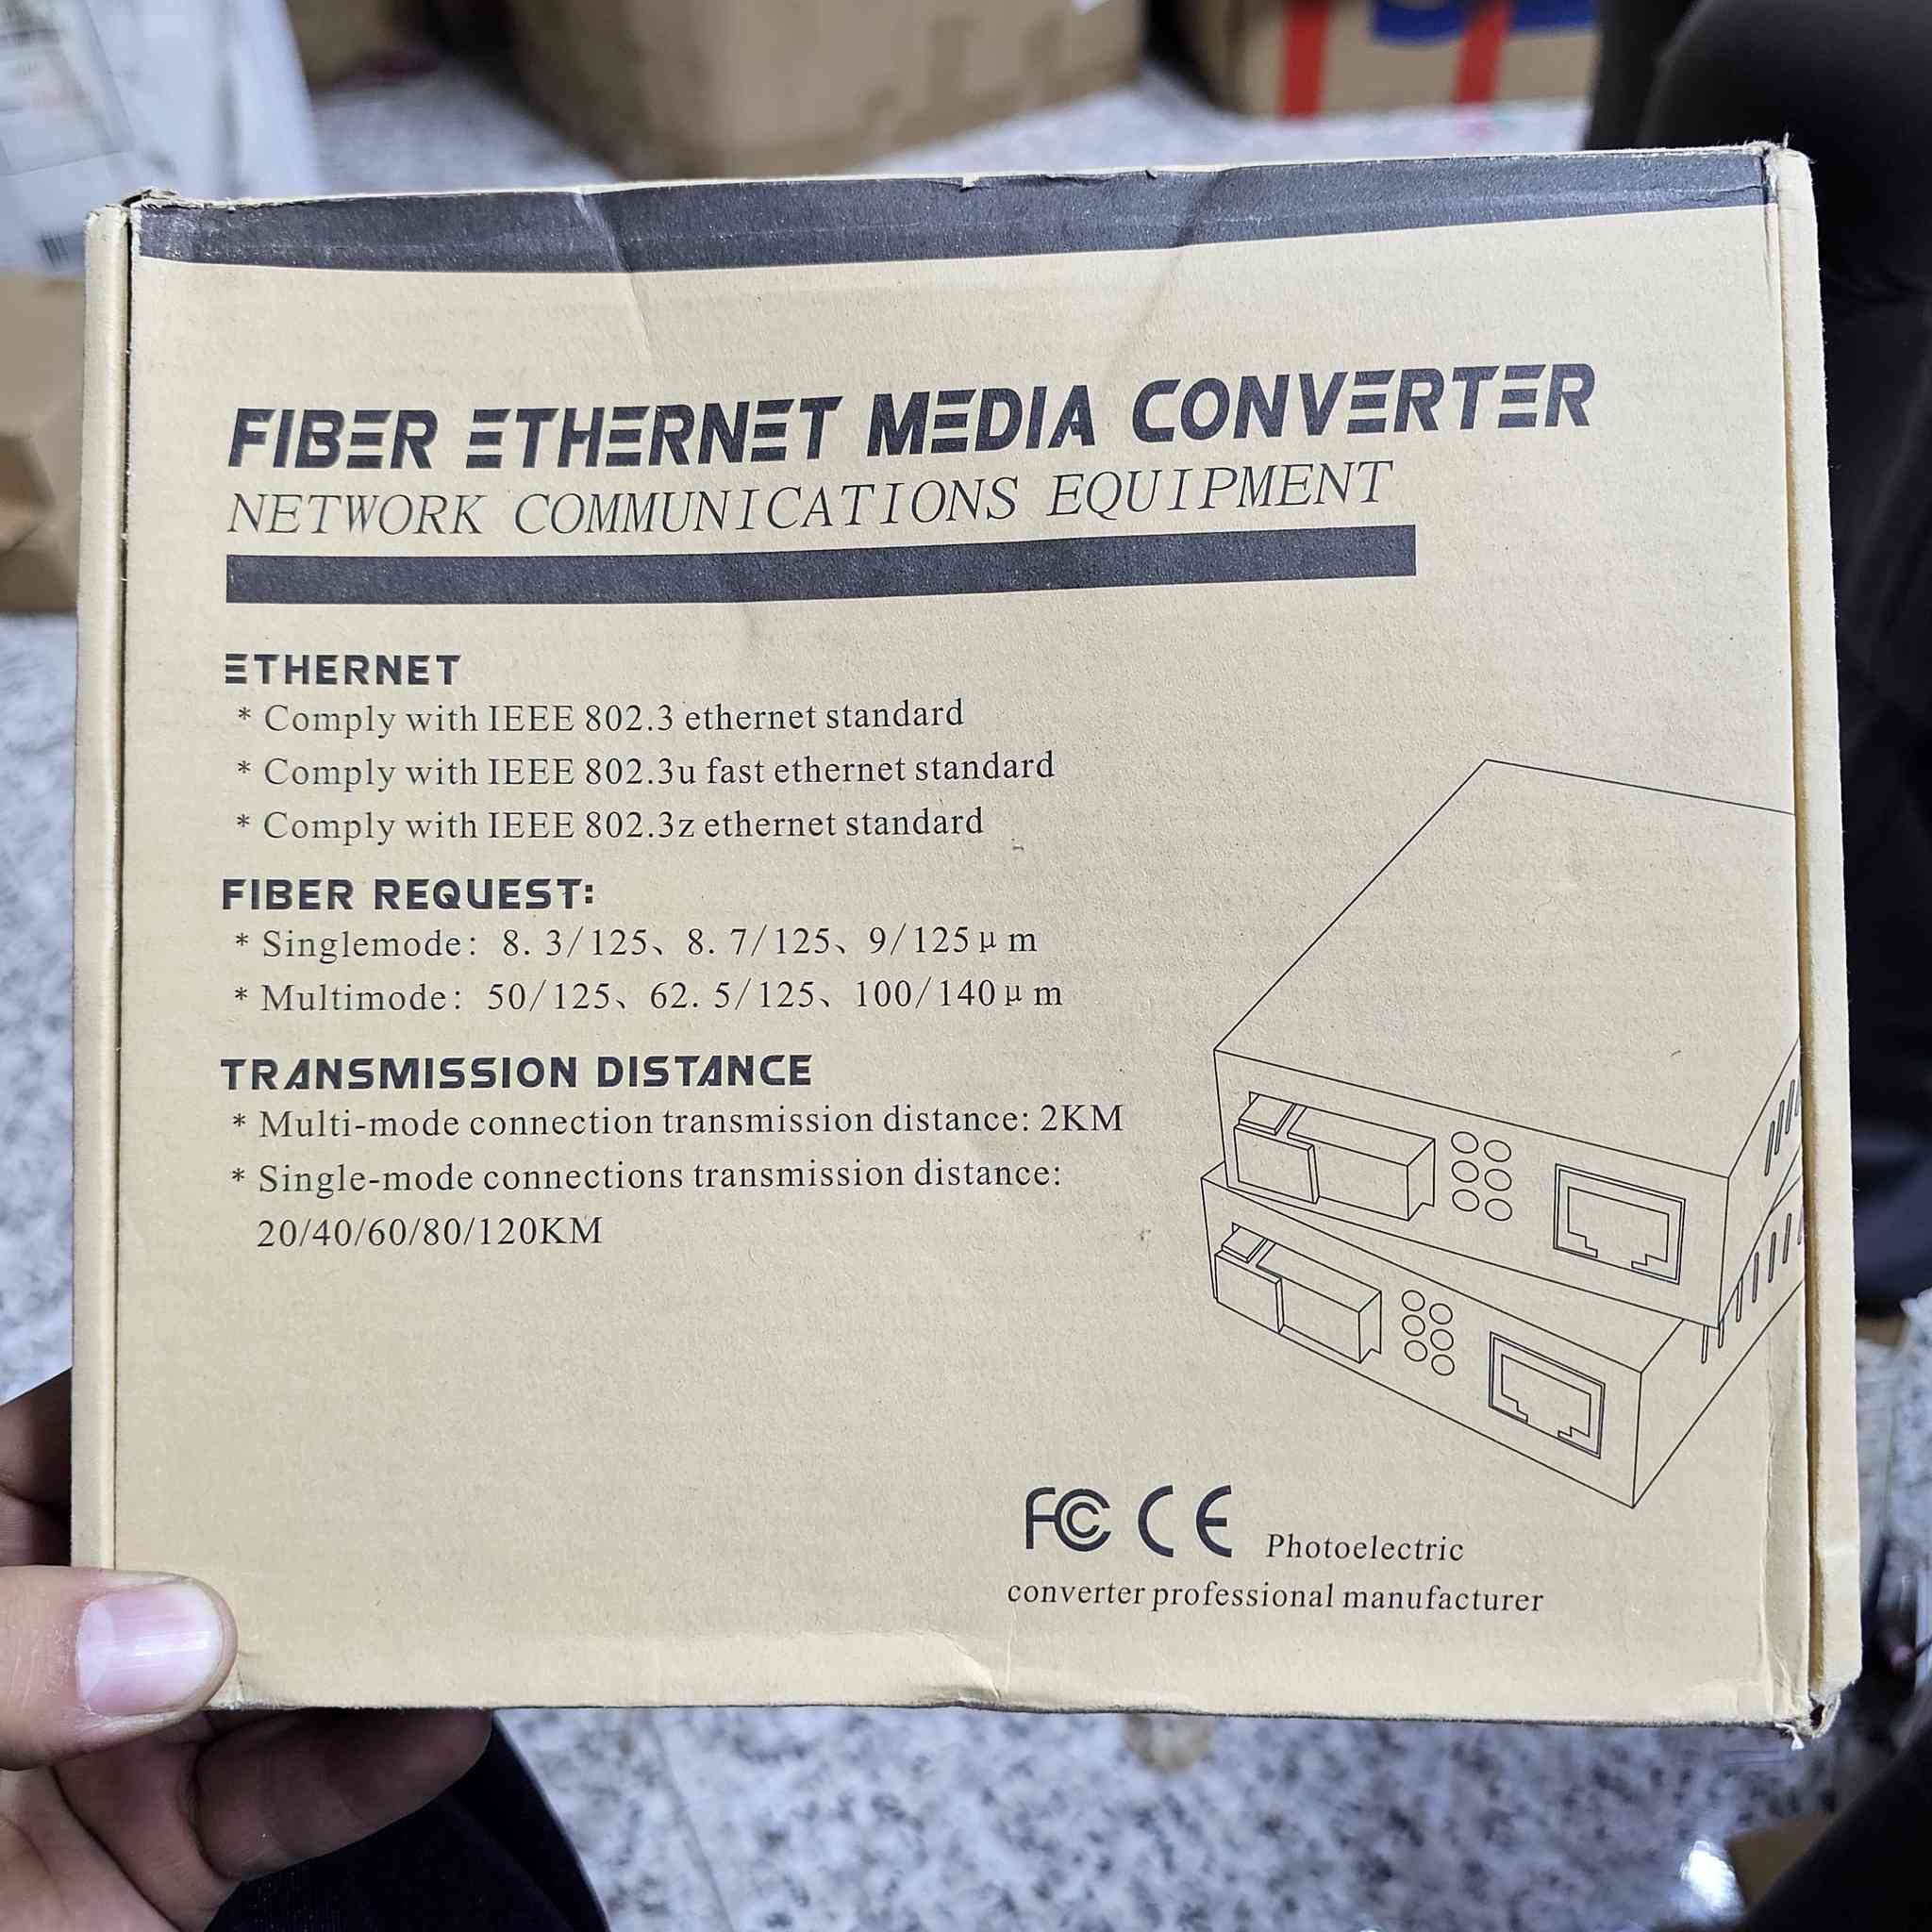 FIBER ETHERNET MEDIA CONVERTER
NETWORK COMMUNICATIONS EQUIPMENT
ETHERNET
* Comply with IEEE 802.3 ethernet standard
* Comply with IEEE 802.3u fast ethernet standard
* Comply with IEEE 802.3z ethernet standard
FIBER REQUEST:
* Singlemode: 8. 3/125、8. 7/125、9/125μm
* Multimode: 50/125、62. 5/125、100/140μm
TRANSMISSION DISTANCE
* Multi-mode connection transmission distance: 2KM
* Single-mode connections transmission distance:
20/40/60/80/120KM
FC CE Photoelectric
converter professional manufacturer